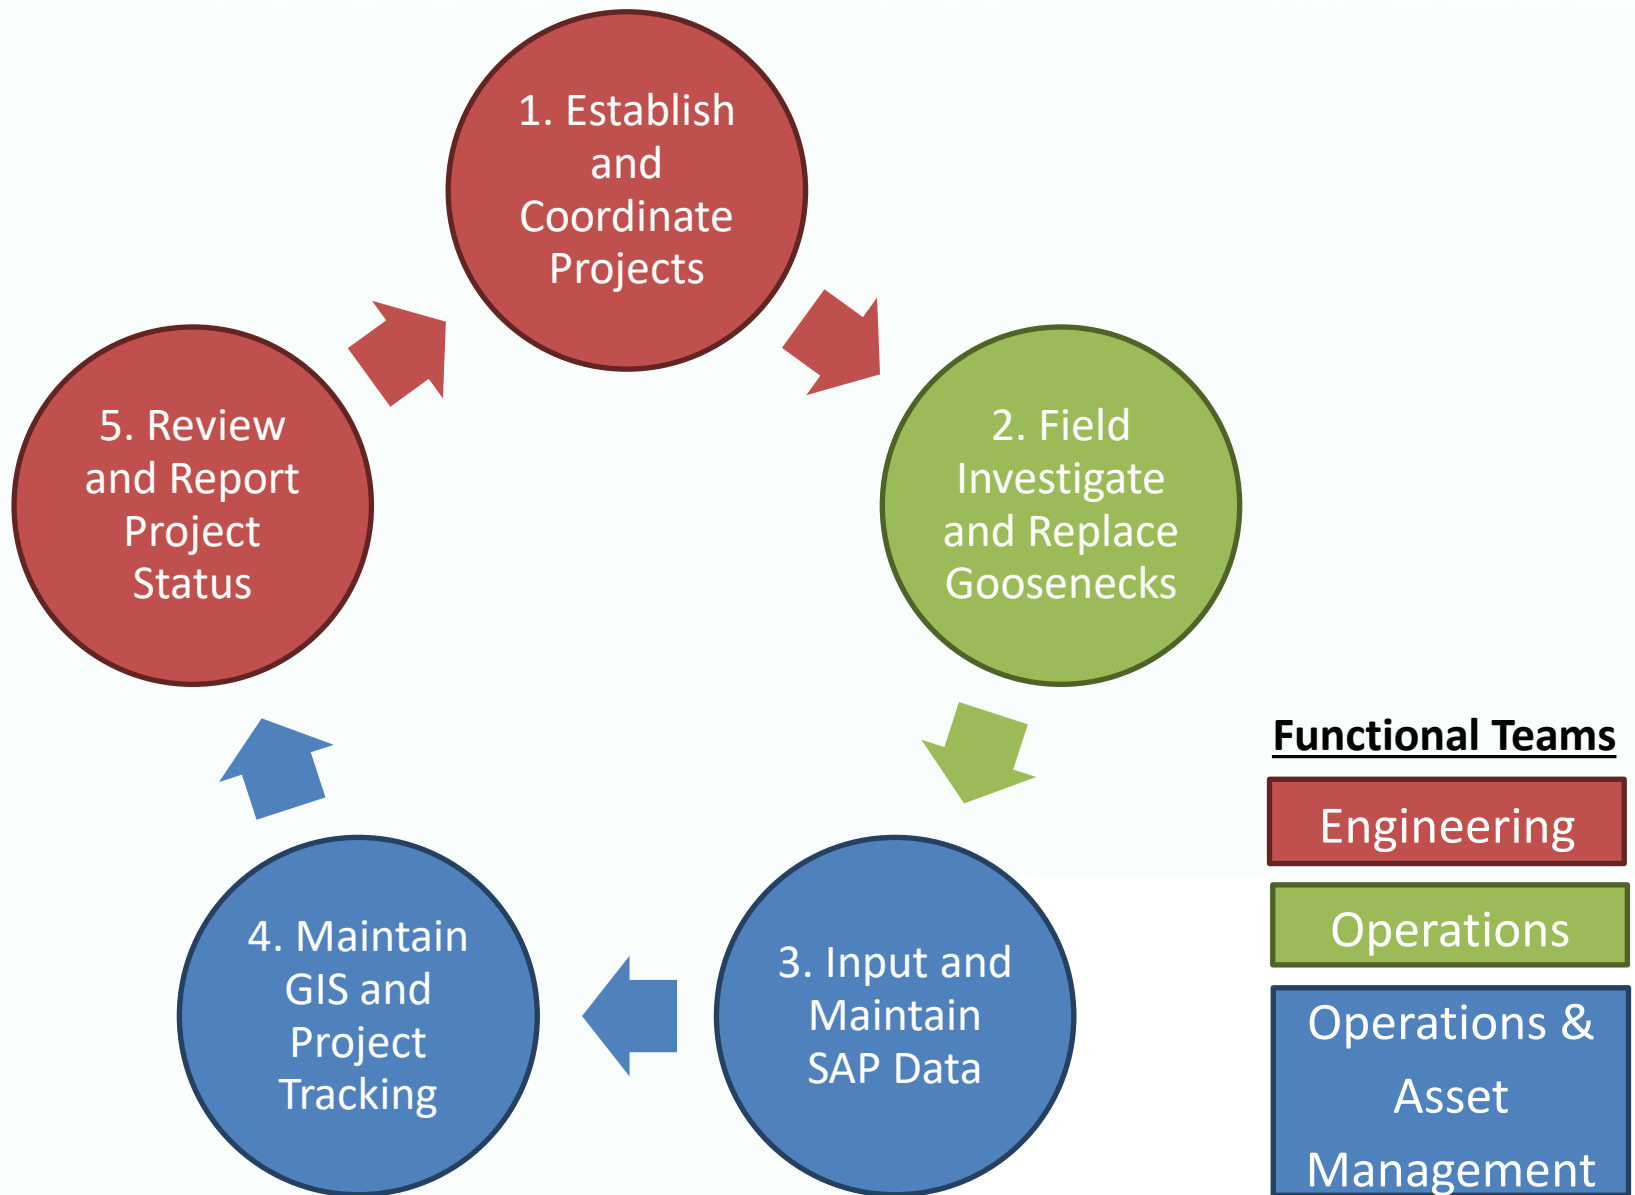 1. Establish
and
Coordinate
Projects
2. Field
Investigate
and Replace
Goosenecks
3. Input and
Maintain
SAP Data
4. Maintain
GIS and
Project
Tracking
5. Review
and Report
Project
Status
Functional Teams
Engineering
Operations
Operations &
Asset
Management